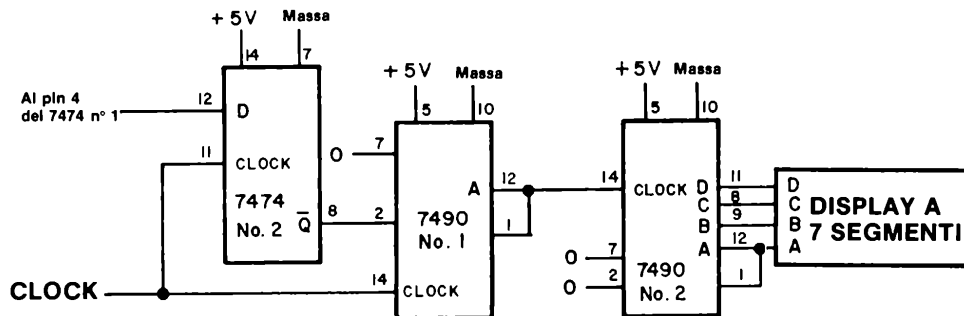 + 5V Massa
14 7
Al pin 4
del 7474 n° 1
12 D
11 CLOCK
7474
No. 2
Q̅ 8
CLOCK
+ 5V Massa
5 10
0 7
2
A 12
7490
No. 1
1
14 CLOCK
+ 5V Massa
5 10
14 CLOCK
D 11 D
C 8 C
B 9 B
A 12 A
0 7
0 2
7490
No. 2
1
DISPLAY A
7 SEGMENTI